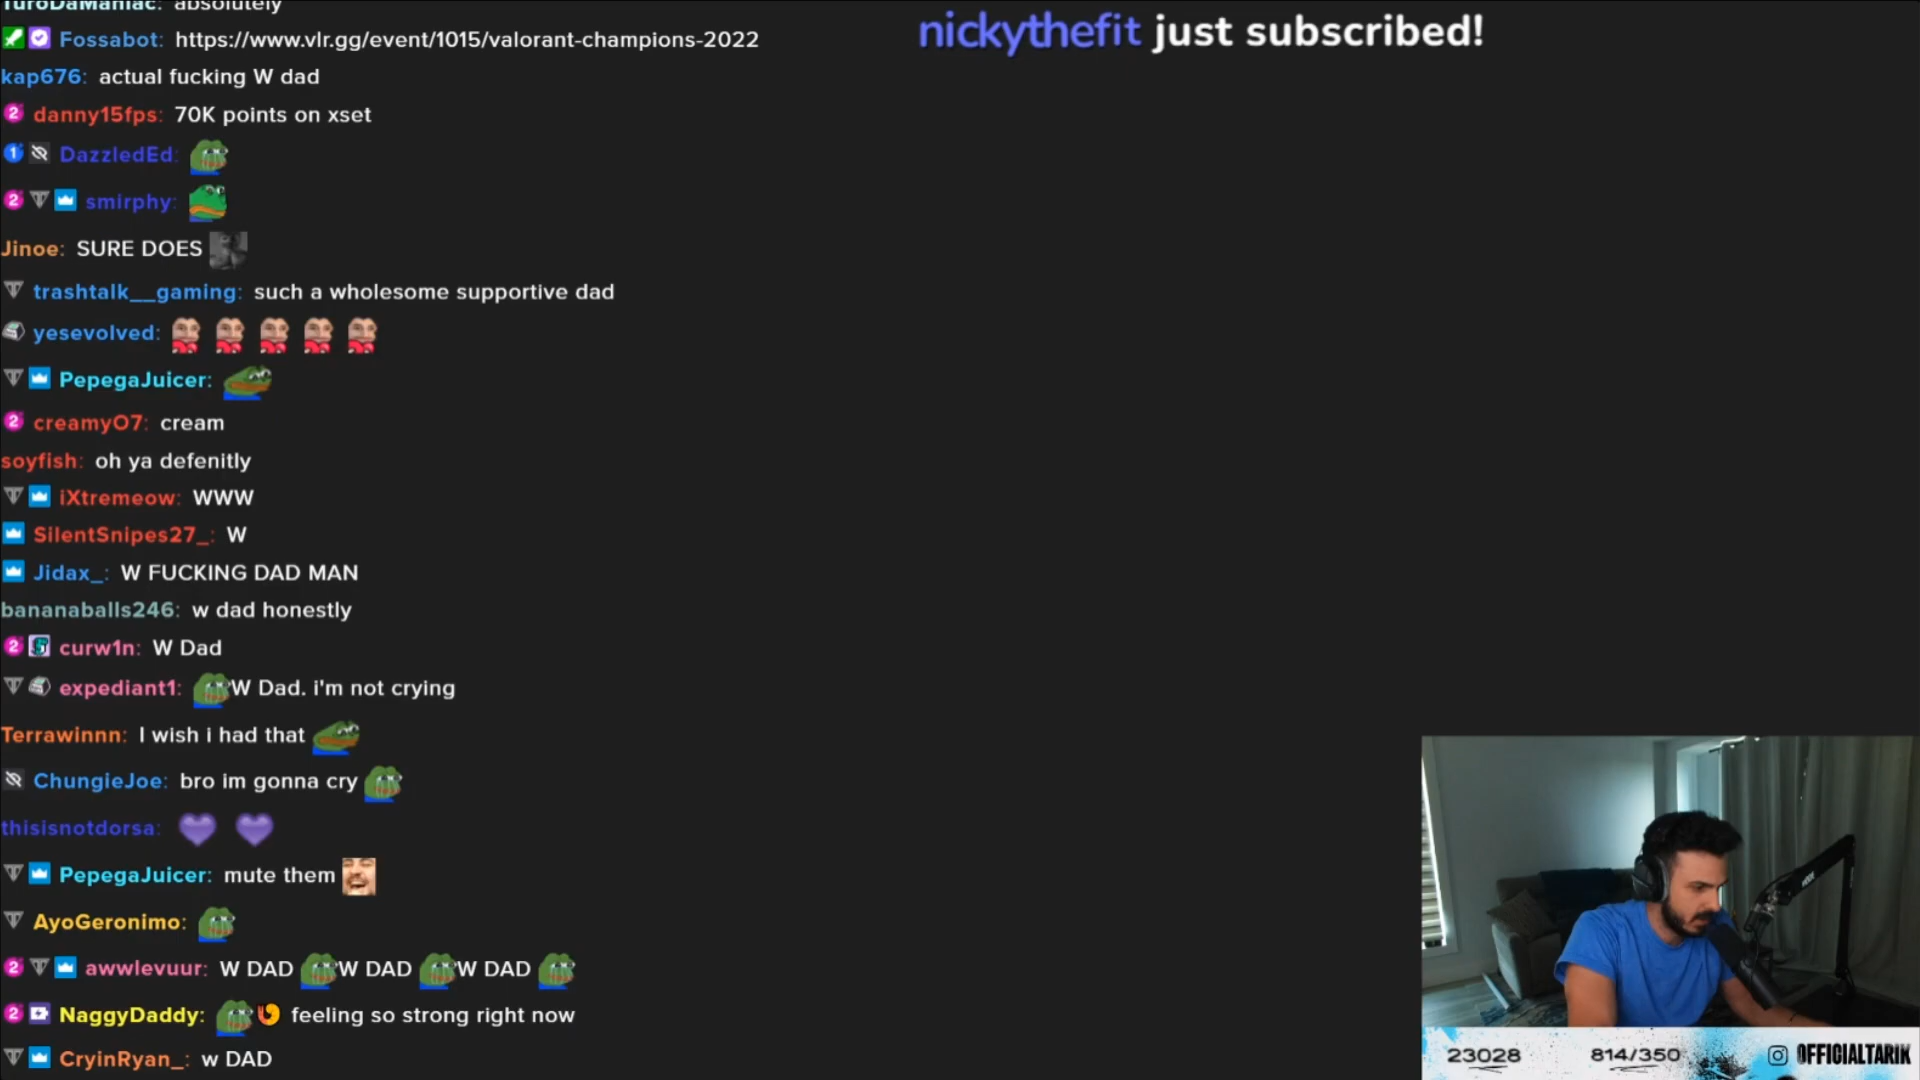 TuroDaManiac: absolutely
nickythefit just subscribed!
Fossabot: https://www.vlr.gg/event/1015/valorant-champions-2022
kap676: actual fucking W dad
danny15fps: 70K points on xset
DazzledEd:
smirphy:
Jinoe: SURE DOES
trashtalk__gaming: such a wholesome supportive dad
yesevolved:
PepegaJuicer:
creamyO7: cream
soyfish: oh ya defenitly
iXtremeow: WWW
SilentSnipes27_: W
Jidax_: W FUCKING DAD MAN
bananaballs246: w dad honestly
curw1n: W Dad
expediant1: W Dad. i'm not crying
Terrawinnn: I wish i had that
ChungieJoe: bro im gonna cry
thisisnotdorsa:
PepegaJuicer: mute them
AyoGeronimo:
awwlevuur: W DAD W DAD W DAD
NaggyDaddy: feeling so strong right now
CryinRyan_: w DAD
23028 814/350 OFFICIALTARIK